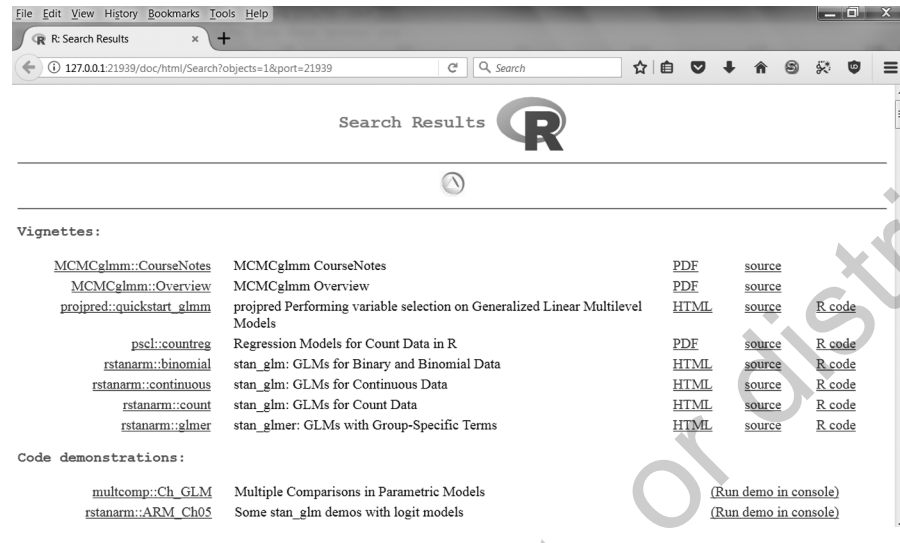 File Edit View History Bookmarks Tools Help
R: Search Results × +
127.0.0.1:21939/doc/html/Search?objects=1&port=21939 Search
Search Results R
Vignettes:
MCMCglmm::CourseNotes MCMCglmm CourseNotes PDF source
MCMCglmm::Overview MCMCglmm Overview PDF source
projpred::quickstart_glmm projpred Performing variable selection on Generalized Linear Multilevel HTML source R code
Models
pscl::countreg Regression Models for Count Data in R PDF source R code
rstanarm::binomial stan_glm: GLMs for Binary and Binomial Data HTML source R code
rstanarm::continuous stan_glm: GLMs for Continuous Data HTML source R code
rstanarm::count stan_glm: GLMs for Count Data HTML source R code
rstanarm::glmer stan_glmer: GLMs with Group-Specific Terms HTML source R code
Code demonstrations:
multcomp::Ch_GLM Multiple Comparisons in Parametric Models (Run demo in console)
rstanarm::ARM_Ch05 Some stan_glm demos with logit models (Run demo in console)
or distri